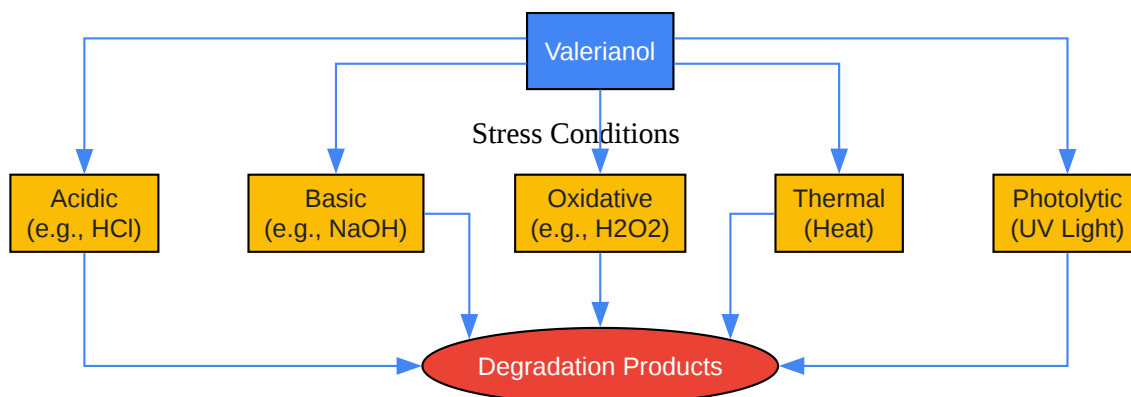 Valerianol
Stress Conditions
Acidic
(e.g., HCl)
Basic
(e.g., NaOH)
Oxidative
(e.g., H2O2)
Thermal
(Heat)
Photolytic
(UV Light)
Degradation Products